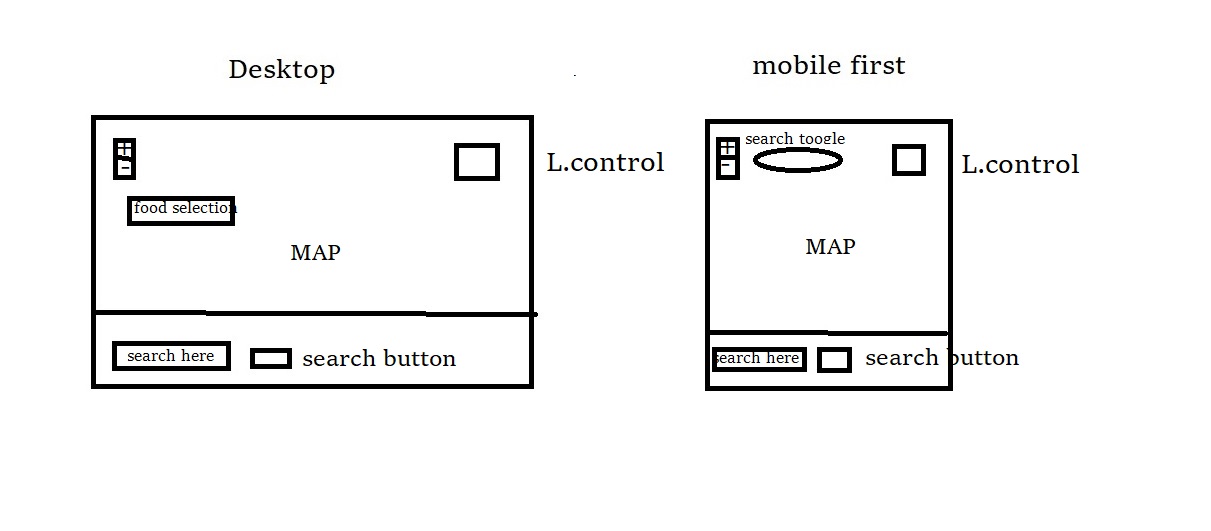 Desktop
+
-
L.control
food selection
MAP
search here
search button
mobile first
search toogle
+
-
L.control
MAP
search here
search button